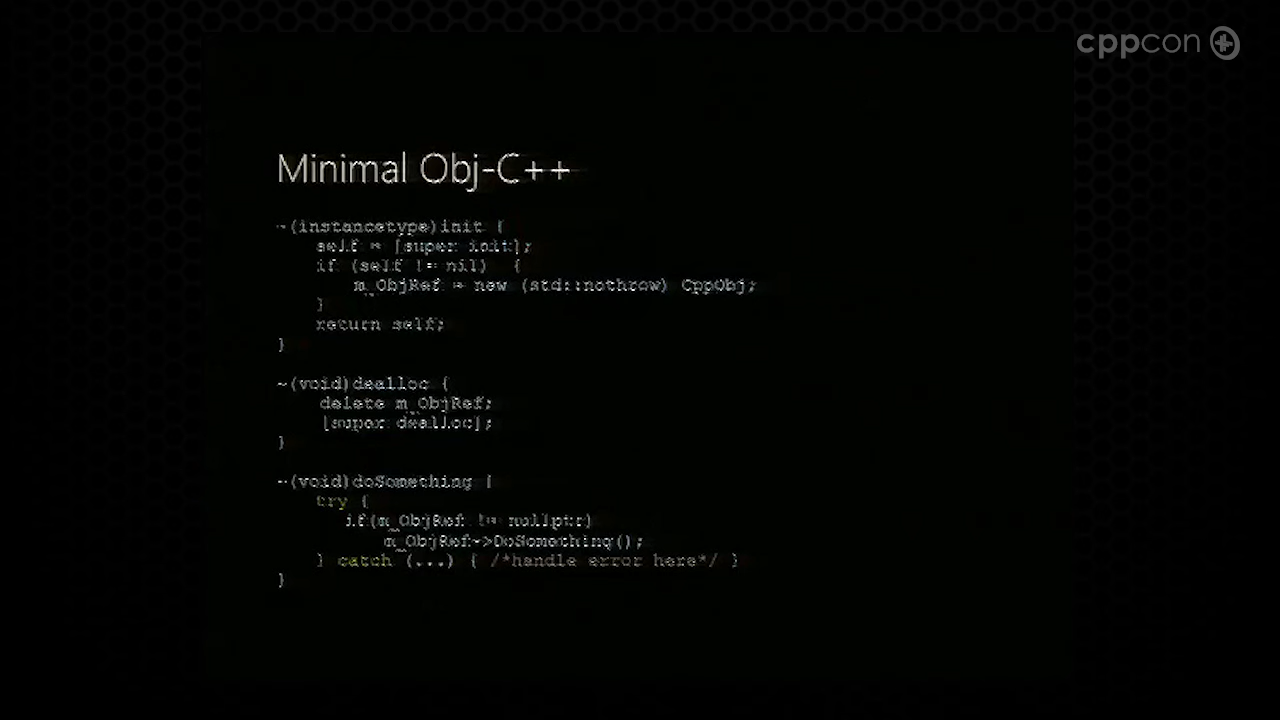 cppcon
Minimal Obj-C++
-(instancetype)init {
self = [super init];
if (self != nil) {
m_ObjRef = new (std::nothrow) CppObj;
}
return self;
}
-(void)dealloc {
delete m_ObjRef;
[super dealloc];
}
-(void)doSomething {
try {
if(m_ObjRef != nullptr)
m_ObjRef->DoSomething();
} catch (...) { /*handle error here*/ }
}